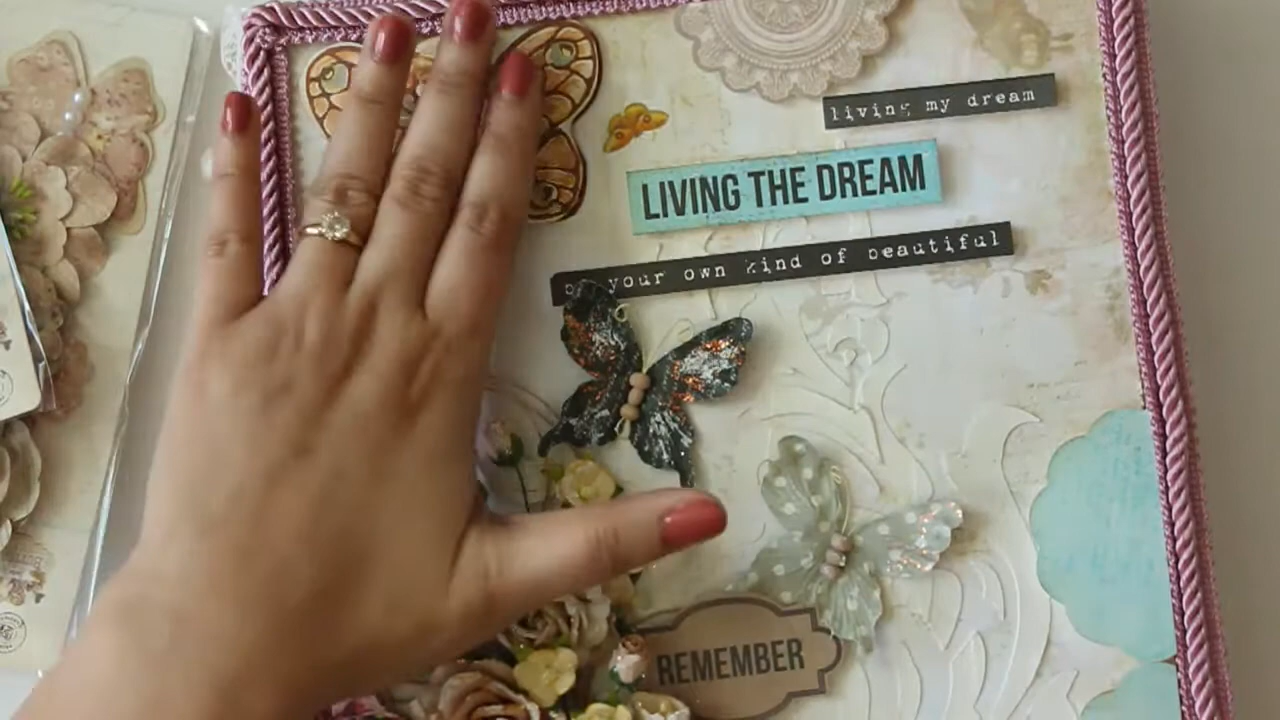 living my dream
LIVING THE DREAM
your own kind of beautiful
REMEMBER